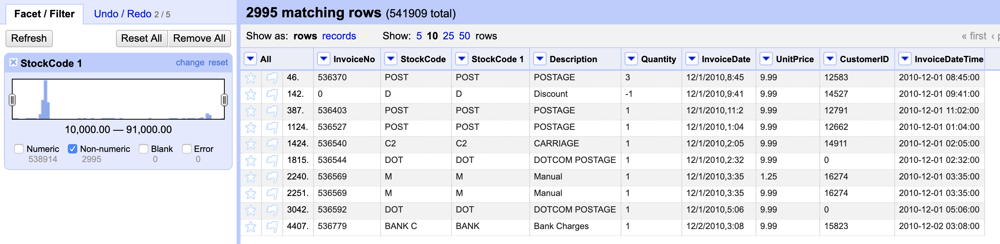 Facet / Filter Undo / Redo 2 / 5
Refresh Reset All Remove All
StockCode 1 change reset
10,000.00 — 91,000.00
Numeric Non-numeric Blank Error
538914 2995 0 0
2995 matching rows (541909 total)
Show as: rows records Show: 5 10 25 50 rows « first ‹ p
All InvoiceNo StockCode StockCode 1 Description Quantity InvoiceDate UnitPrice CustomerID InvoiceDateTime
46. 536370 POST POST POSTAGE 3 12/1/2010,8:45 9.99 12583 2010-12-01 08:45:00
142. 0 D D Discount -1 12/1/2010,9:41 9.99 14527 2010-12-01 09:41:00
387. 536403 POST POST POSTAGE 1 12/1/2010,11:2 9.99 12791 2010-12-01 11:02:00
1124. 536527 POST POST POSTAGE 1 12/1/2010,1:04 9.99 12662 2010-12-01 01:04:00
1424. 536540 C2 C2 CARRIAGE 1 12/1/2010,2:05 9.99 14911 2010-12-01 02:05:00
1815. 536544 DOT DOT DOTCOM POSTAGE 1 12/1/2010,2:32 9.99 0 2010-12-01 02:32:00
2240. 536569 M M Manual 1 12/1/2010,3:35 1.25 16274 2010-12-01 03:35:00
2251. 536569 M M Manual 1 12/1/2010,3:35 9.99 16274 2010-12-01 03:35:00
3042. 536592 DOT DOT DOTCOM POSTAGE 1 12/1/2010,5:06 9.99 0 2010-12-01 05:06:00
4407. 536779 BANK C BANK Bank Charges 1 12/2/2010,3:08 9.99 15823 2010-12-02 03:08:00